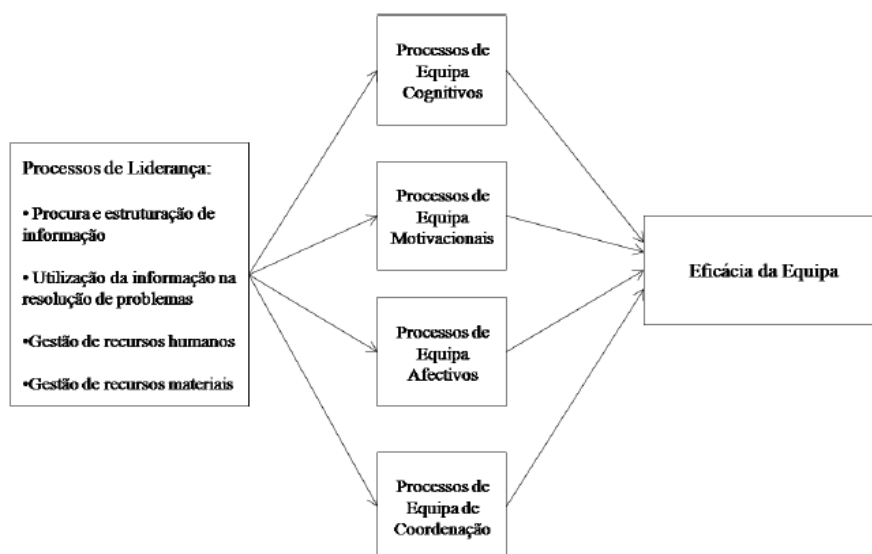 Processos de
Equipa
Cognitivos
Processos de Liderança:
• Procura e estruturação de
informação
• Utilização da informação na
resolução de problemas
•Gestão de recursos humanos
•Gestão de recursos materiais
Processos de
Equipa
Motivacionais
Processos de
Equipa
Afectivos
Processos de
Equipa de
Coordenação
Eficácia da Equipa